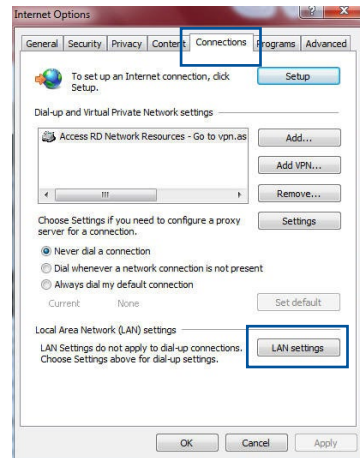 Internet Options
General Security Privacy Content Connections Programs Advanced
To set up an Internet connection, click
Setup.
Setup
Dial-up and Virtual Private Network settings
Access RD Network Resources - Go to vpn.as
Add...
Add VPN...
Remove...
Choose Settings if you need to configure a proxy
server for a connection.
Settings
Never dial a connection
Dial whenever a network connection is not present
Always dial my default connection
Current None
Set default
Local Area Network (LAN) settings
LAN Settings do not apply to dial-up connections.
Choose Settings above for dial-up settings.
LAN settings
OK Cancel Apply